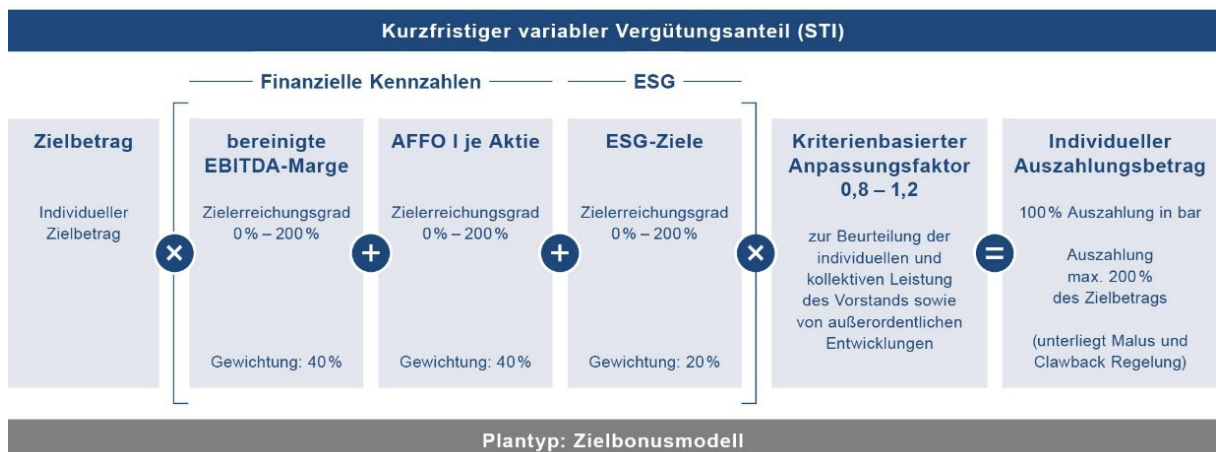 Kurzfristiger variabler Vergütungsanteil (STI)
Finanzielle Kennzahlen
ESG
Zielbetrag
Individueller
Zielbetrag
×
bereinigte
EBITDA-Marge
Zielerreichungsgrad
0 % – 200 %
Gewichtung: 40 %
+
AFFO I je Aktie
Zielerreichungsgrad
0 % – 200 %
Gewichtung: 40 %
+
ESG-Ziele
Zielerreichungsgrad
0 % – 200 %
Gewichtung: 20 %
×
Kriterienbasierter
Anpassungsfaktor
0,8 – 1,2
zur Beurteilung der
individuellen und
kollektiven Leistung
des Vorstands sowie
von außerordentlichen
Entwicklungen
=
Individueller
Auszahlungsbetrag
100 % Auszahlung in bar
Auszahlung
max. 200 %
des Zielbetrags
(unterliegt Malus und
Clawback Regelung)
Plantyp: Zielbonusmodell